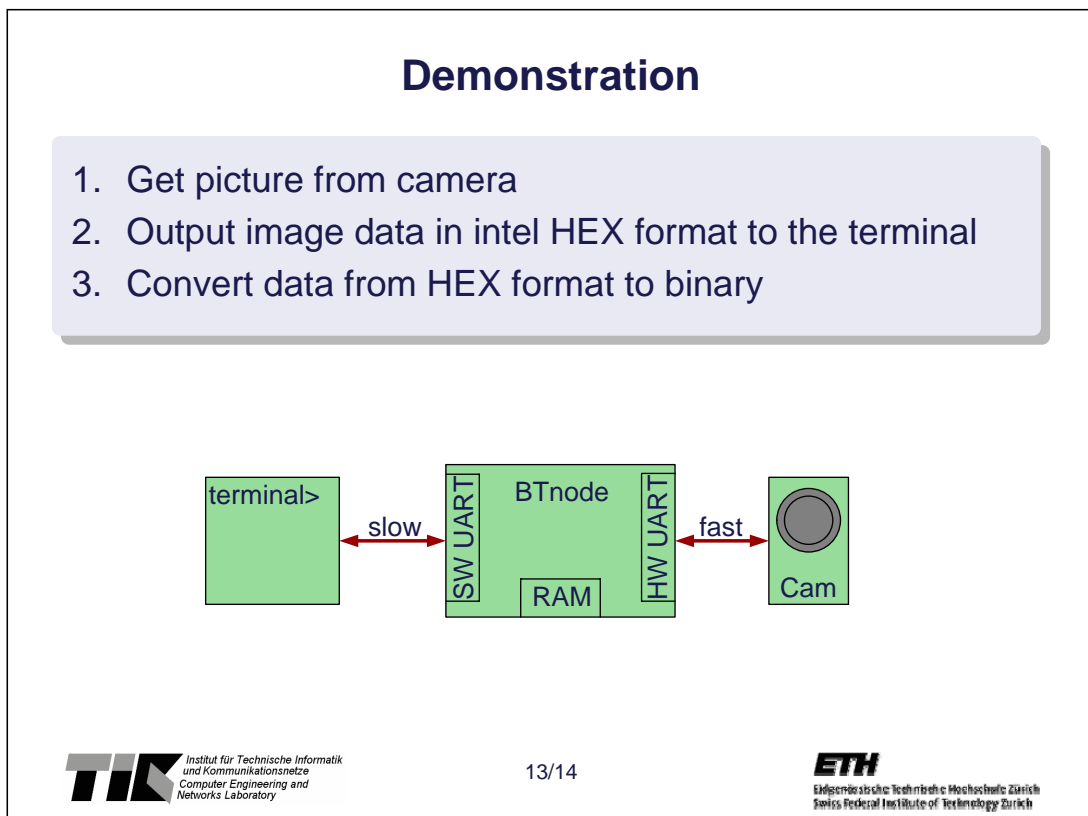 Demonstration
1. Get picture from camera
2. Output image data in intel HEX format to the terminal
3. Convert data from HEX format to binary
terminal>
slow
SW UART
BTnode
RAM
HW UART
fast
Cam
TIK
Institut für Technische Informatik
und Kommunikationsnetze
Computer Engineering and
Networks Laboratory
13/14
ETH
Eidgenössische Technische Hochschule Zürich
Swiss Federal Institute of Technology Zurich